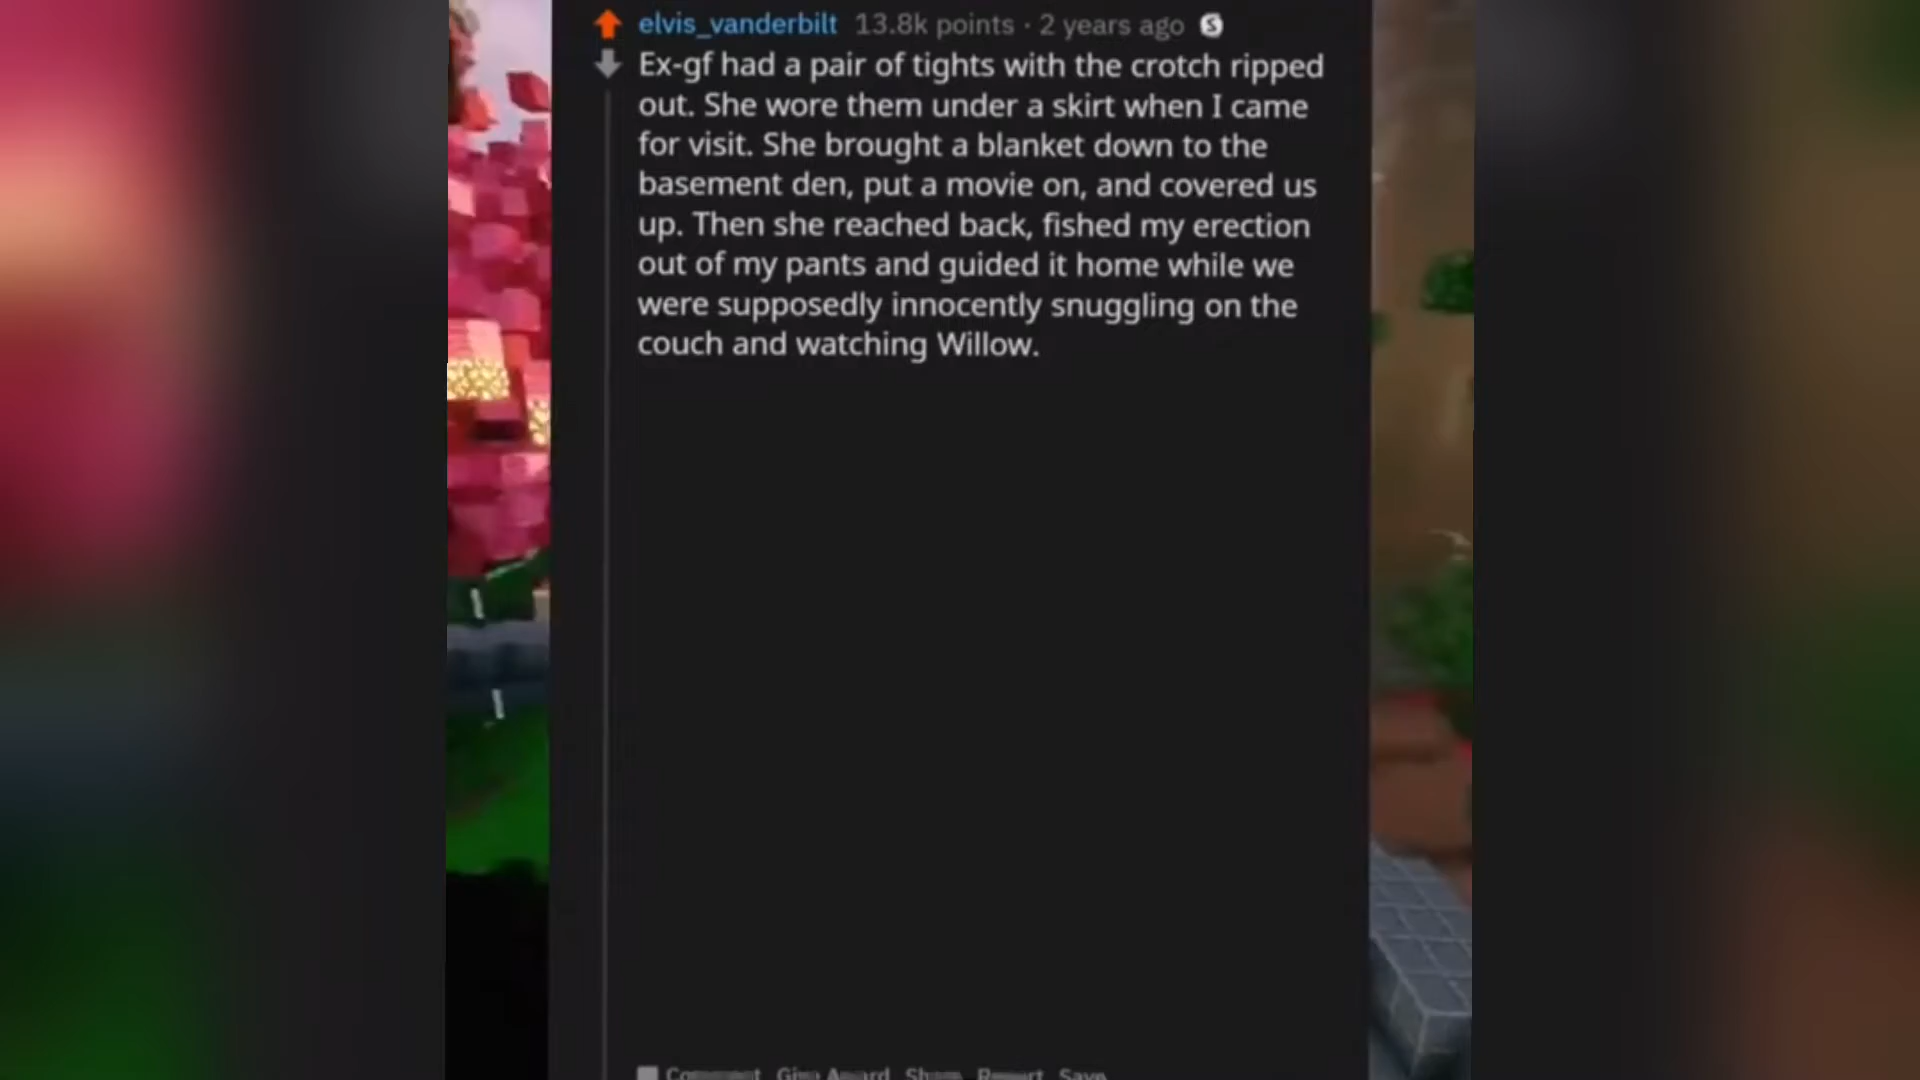 elvis_vanderbilt 13.8k points · 2 years ago S
Ex-gf had a pair of tights with the crotch ripped
out. She wore them under a skirt when I came
for visit. She brought a blanket down to the
basement den, put a movie on, and covered us
up. Then she reached back, fished my erection
out of my pants and guided it home while we
were supposedly innocently snuggling on the
couch and watching Willow.
Comment Give Award Share Report Save